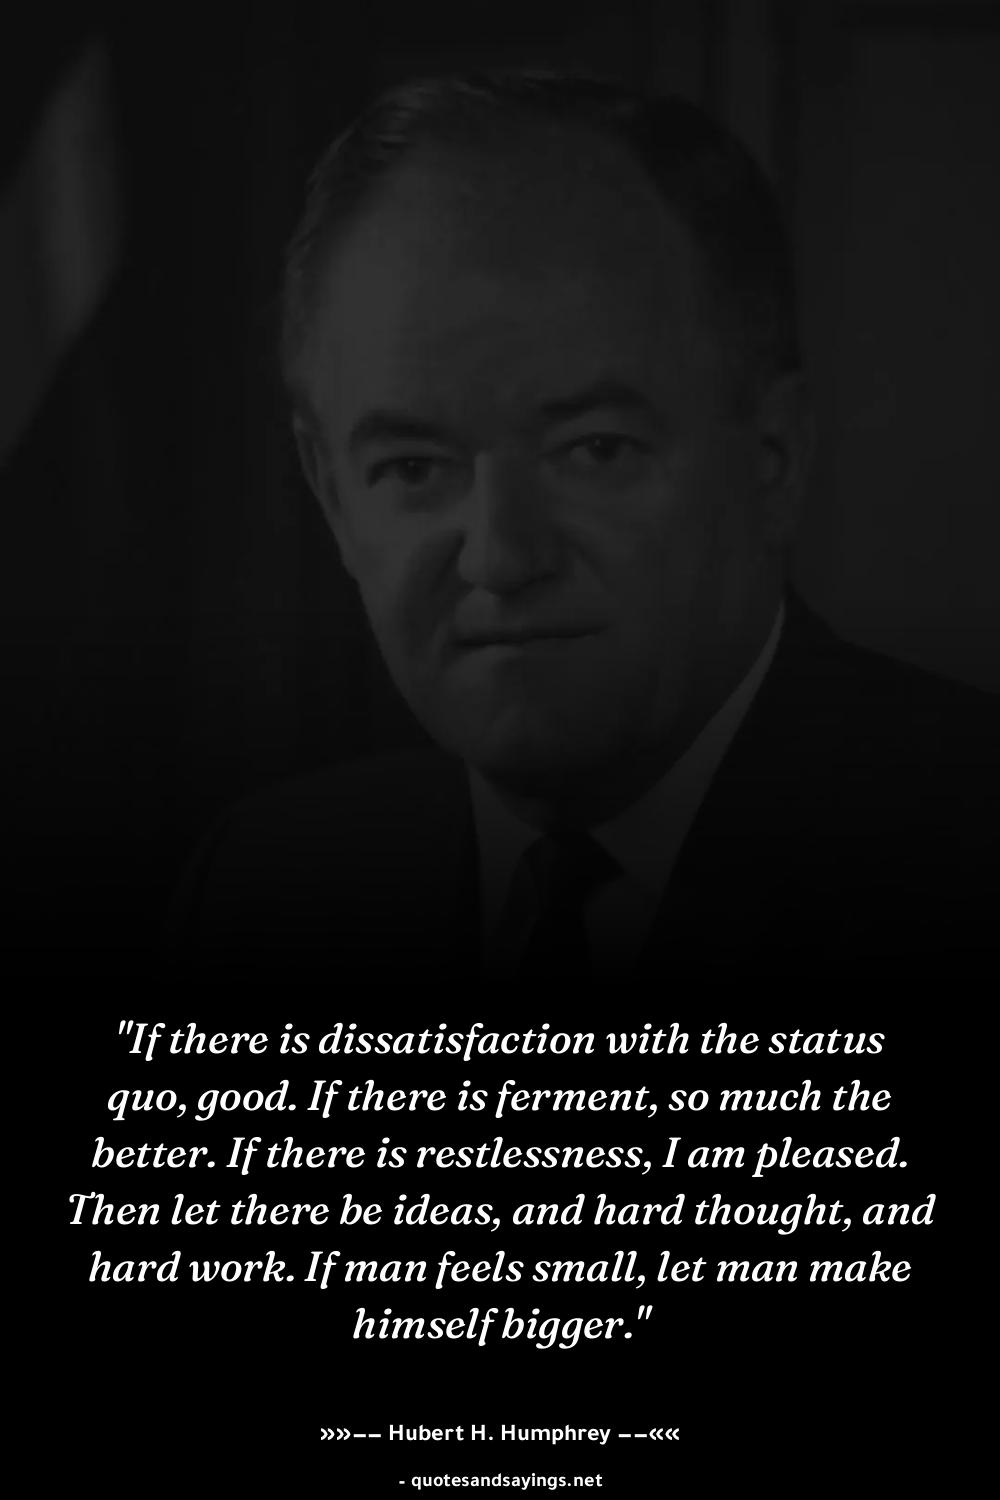 "If there is dissatisfaction with the status
quo, good. If there is ferment, so much the
better. If there is restlessness, I am pleased.
Then let there be ideas, and hard thought, and
hard work. If man feels small, let man make
himself bigger."
»»−− Hubert H. Humphrey −−««
- quotesandsayings.net